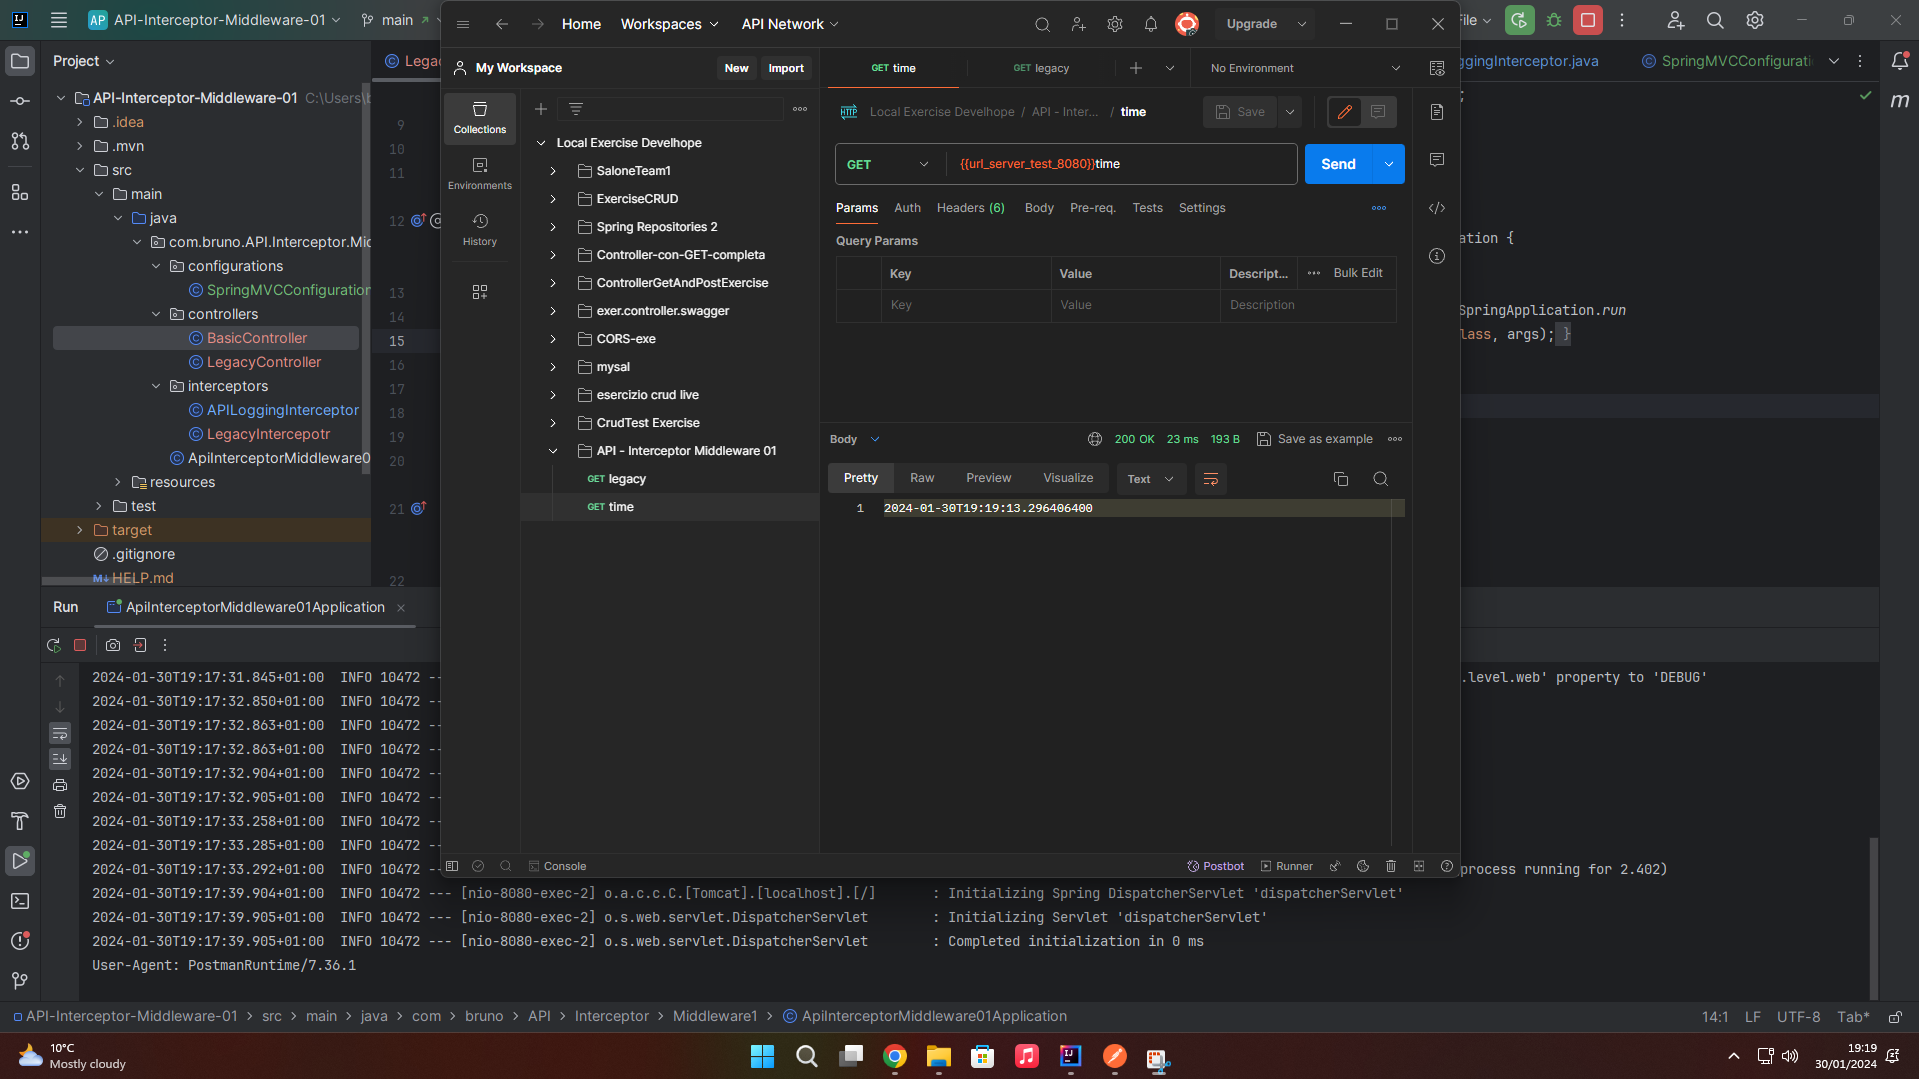 API-Interceptor-Middleware-01
main
Project
API-Interceptor-Middleware-01
.idea
.mvn
src
main
java
com.bruno.API.Interceptor.Mic
configurations
SpringMVCConfiguration
controllers
BasicController
LegacyController
interceptors
APILoggingInterceptor
LegacyIntercepotr
ApiInterceptorMiddleware0
resources
test
target
.gitignore
HELP.md
9
10
11
12
13
14
15
16
17
18
19
20
21
22
Home
Workspaces
API Network
Upgrade
My Workspace
New
Import
Collections
Environments
History
Local Exercise Develhope
SaloneTeam1
ExerciseCRUD
Spring Repositories 2
Controller-con-GET-completa
ControllerGetAndPostExercise
exer.controller.swagger
CORS-exe
mysal
esercizio crud live
CrudTest Exercise
API - Interceptor Middleware 01
GET legacy
GET time
GET time
GET legacy
No Environment
HTTP
Local Exercise Develhope / API - Inter... / time
Save
GET
{{url_server_test_8080}}time
Send
Params
Auth
Headers (6)
Body
Pre-req.
Tests
Settings
Query Params
Key
Value
Descript...
Bulk Edit
Key
Value
Description
Body
200 OK
23 ms
193 B
Save as example
Pretty
Raw
Preview
Visualize
Text
1
2024-01-30T19:19:13.296406400
Console
Postbot
Runner
ggingInterceptor.java
SpringMVCConfigurati
ation {
SpringApplication.run
lass, args); }
Run
ApiInterceptorMiddleware01Application
2024-01-30T19:17:31.845+01:00  INFO 10472 --
.level.web' property to 'DEBUG'
2024-01-30T19:17:32.850+01:00  INFO 10472 --
2024-01-30T19:17:32.863+01:00  INFO 10472 --
2024-01-30T19:17:32.863+01:00  INFO 10472 --
2024-01-30T19:17:32.904+01:00  INFO 10472 --
2024-01-30T19:17:32.905+01:00  INFO 10472 --
2024-01-30T19:17:33.258+01:00  INFO 10472 --
2024-01-30T19:17:33.285+01:00  INFO 10472 --
2024-01-30T19:17:33.292+01:00  INFO 10472 --
process running for 2.402)
2024-01-30T19:17:39.904+01:00  INFO 10472 --- [nio-8080-exec-2] o.a.c.c.C.[Tomcat].[localhost].[/]       : Initializing Spring DispatcherServlet 'dispatcherServlet'
2024-01-30T19:17:39.905+01:00  INFO 10472 --- [nio-8080-exec-2] o.s.web.servlet.DispatcherServlet        : Initializing Servlet 'dispatcherServlet'
2024-01-30T19:17:39.905+01:00  INFO 10472 --- [nio-8080-exec-2] o.s.web.servlet.DispatcherServlet        : Completed initialization in 0 ms
User-Agent: PostmanRuntime/7.36.1
API-Interceptor-Middleware-01 > src > main > java > com > bruno > API > Interceptor > Middleware1 > ApiInterceptorMiddleware01Application
14:1
LF
UTF-8
Tab*
10°C
Mostly cloudy
19:19
30/01/2024